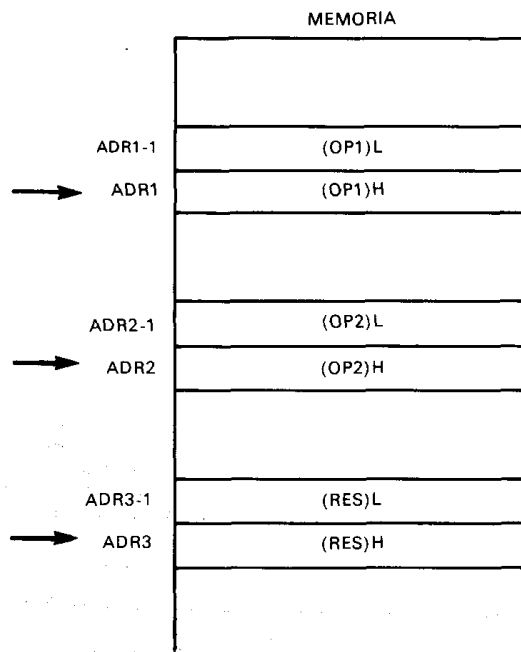 MEMORIA
ADR1-1 (OP1)L
ADR1 (OP1)H
ADR2-1 (OP2)L
ADR2 (OP2)H
ADR3-1 (RES)L
ADR3 (RES)H